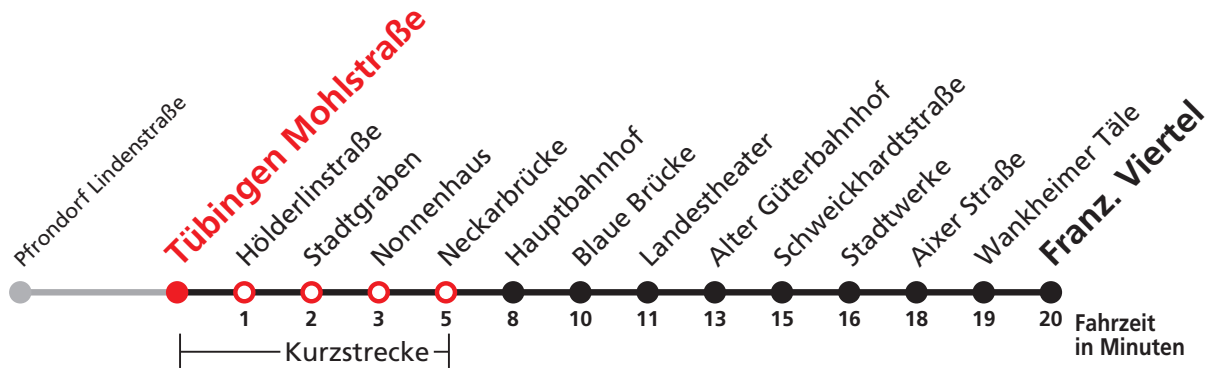 Pfrondorf Lindenstraße
Tübingen Mohlstraße
Hölderlinstraße
Stadtgraben
Nonnenhaus
Neckarbrücke
Hauptbahnhof
Blaue Brücke
Landestheater
Alter Güterbahnhof
Schweickhardtstraße
Stadtwerke
Aixer Straße
Wankheimer Täle
Franz. Viertel
1 2 3 5 8 10 11 13 15 16 18 19 20 Fahrzeit
in Minuten
Kurzstrecke